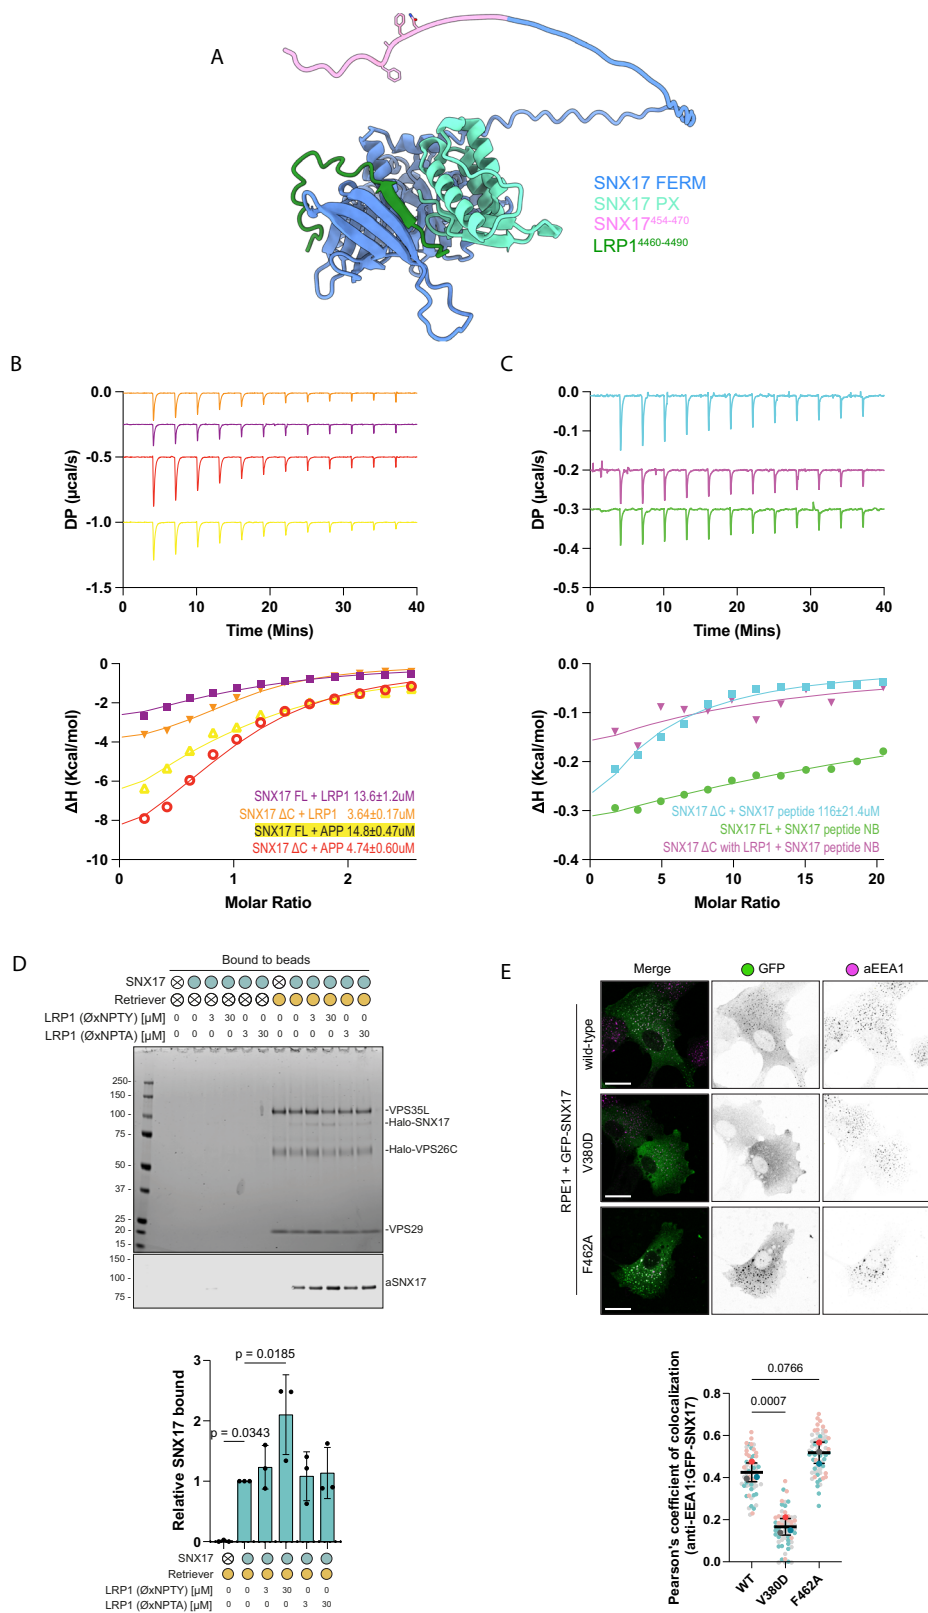 A
SNX17 FERM
SNX17 PX
SNX17⁴⁵⁴⁻⁴⁷⁰
LRP1⁴⁴⁶⁰⁻⁴⁴⁹⁰
B
0.0
-0.5
-1.0
-1.5
DP (µcal/s)
0 10 20 30 40
Time (Mins)
0
-2
-4
-6
-8
-10
ΔH (Kcal/mol)
SNX17 FL + LRP1 13.6±1.2uM
SNX17 ΔC + LRP1 3.64±0.17uM
SNX17 FL + APP 14.8±0.47uM
SNX17 ΔC + APP 4.74±0.60uM
0 1 2
Molar Ratio
C
0.0
-0.1
-0.2
-0.3
-0.4
-0.5
DP (µcal/s)
0 10 20 30 40
Time (Mins)
-0.0
-0.1
-0.2
-0.3
-0.4
ΔH (Kcal/mol)
SNX17 ΔC + SNX17 peptide 116±21.4uM
SNX17 FL + SNX17 peptide NB
SNX17 ΔC with LRP1 + SNX17 peptide NB
0 5 10 15 20
Molar Ratio
D
Bound to beads
SNX17
Retriever
LRP1 (ØxNPTY) [µM] 0 0 3 30 0 0 0 0 3 30 0 0
LRP1 (ØxNPTA) [µM] 0 0 0 0 3 30 0 0 0 0 3 30
250 -
150 -
100 -
75 -
50 -
37 -
25 -
20 -
15 -
-VPS35L
-Halo-SNX17
-Halo-VPS26C
-VPS29
150 -
100 -
75 -
aSNX17
p = 0.0185
p = 0.0343
3
2
1
0
Relative SNX17 bound
SNX17
Retriever
LRP1 (ØxNPTY) [µM] 0 0 3 30 0 0
LRP1 (ØxNPTA) [µM] 0 0 0 0 3 30
E
Merge
GFP
aEEA1
RPE1 + GFP-SNX17
wild-type
V380D
F462A
0.0766
0.0007
0.8
0.6
0.4
0.2
0.0
Pearson's coefficient of colocalization
(anti-EEA1:GFP-SNX17)
WT
V380D
F462A